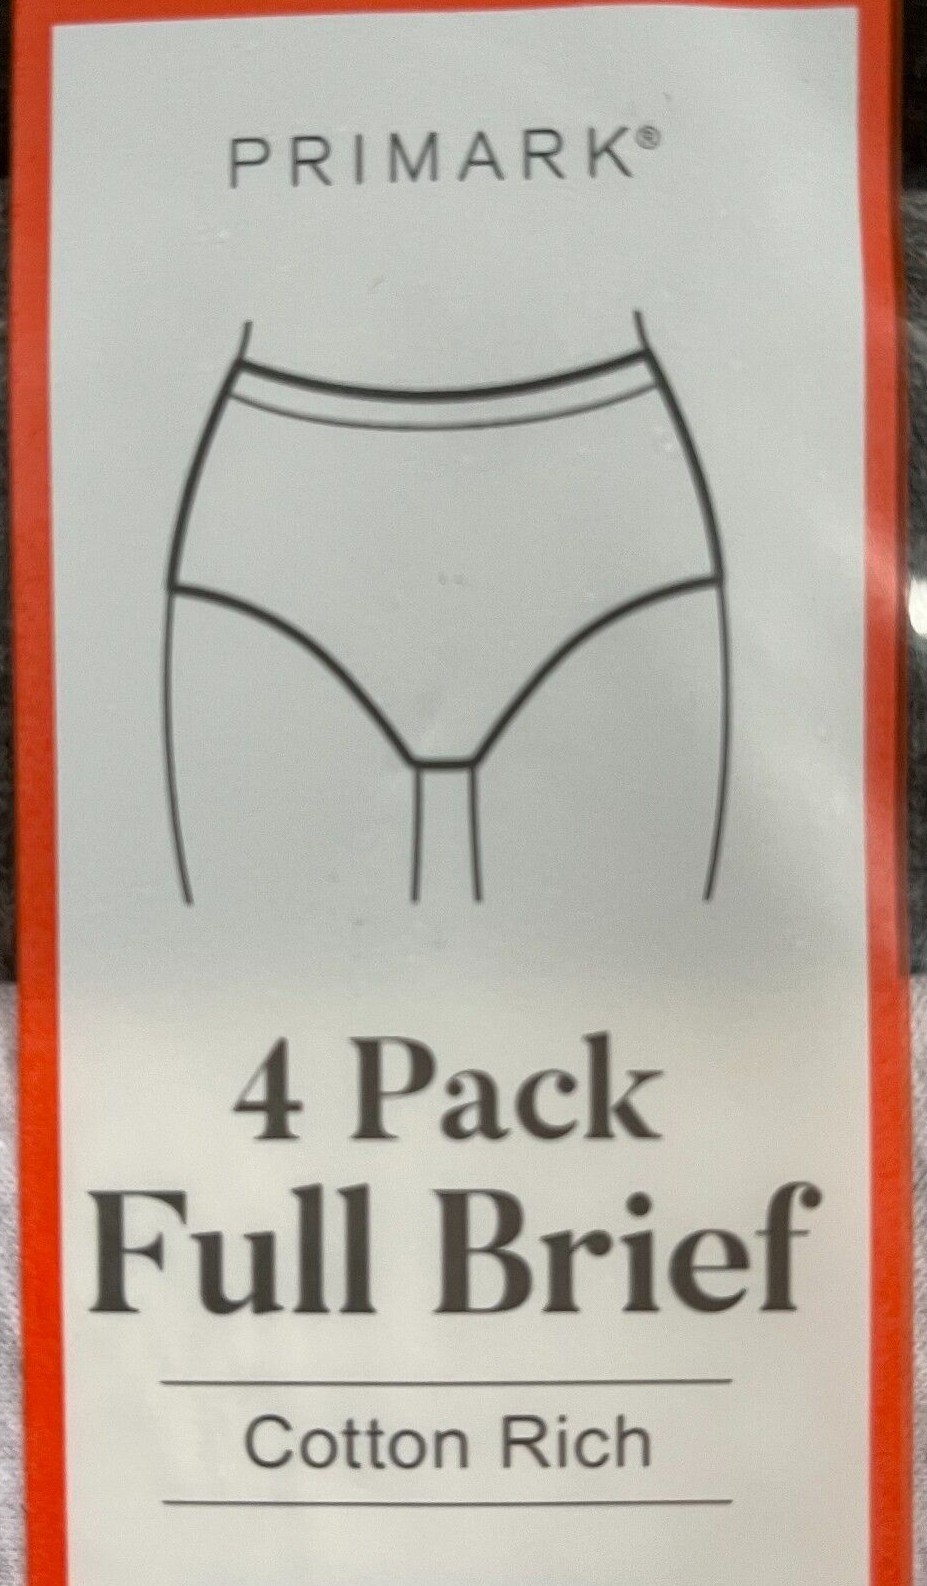 PRIMARK®
4 Pack
Full Brief
Cotton Rich